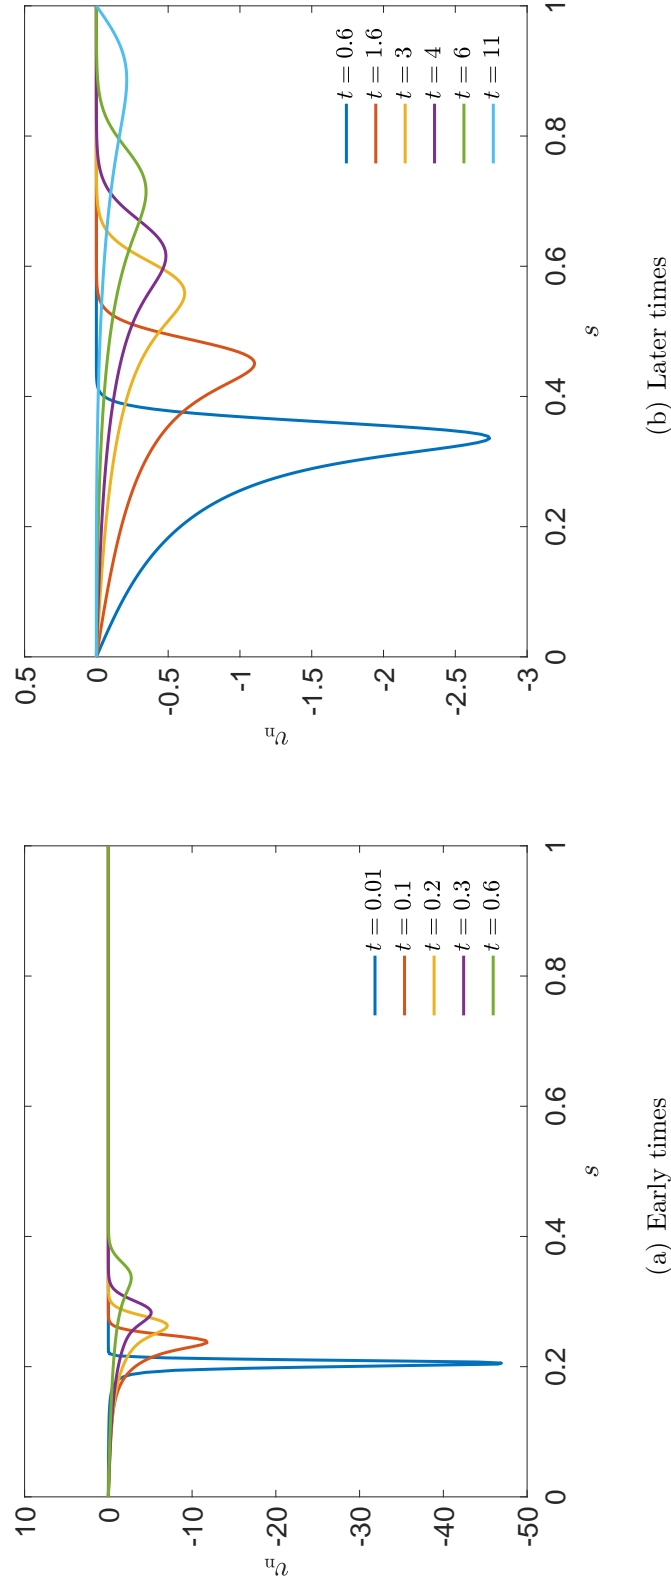 10
0
-10
-20
-30
-40
-50
0
0.2
0.4
0.6
0.8
1
v_n
s
t = 0.01
t = 0.1
t = 0.2
t = 0.3
t = 0.6
(a) Early times
0.5
0
-0.5
-1
-1.5
-2
-2.5
-3
0
0.2
0.4
0.6
0.8
1
v_n
s
t = 0.6
t = 1.6
t = 3
t = 4
t = 6
t = 11
(b) Later times